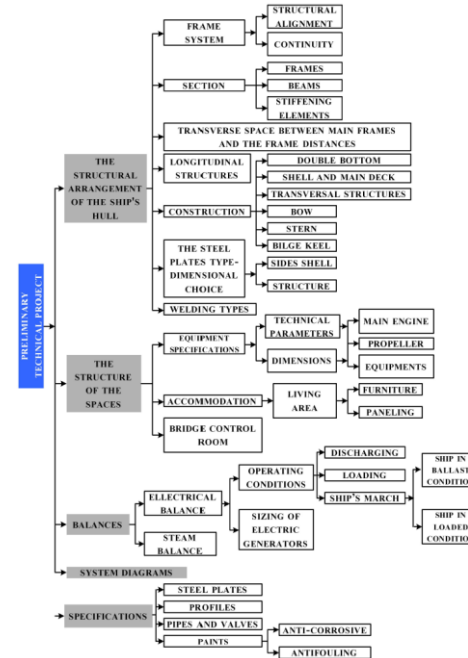 PRELIMINARY
TECHNICAL PROJECT
THE
STRUCTURAL
ARRANGEMENT
OF THE SHIP'S
HULL
FRAME
SYSTEM
STRUCTURAL
ALIGNMENT
CONTINUITY
SECTION
FRAMES
BEAMS
STIFFENING
ELEMENTS
TRANSVERSE SPACE BETWEEN MAIN FRAMES
AND THE FRAME DISTANCES
LONGITUDINAL
STRUCTURES
CONSTRUCTION
DOUBLE BOTTOM
SHELL AND MAIN DECK
TRANSVERSAL STRUCTURES
BOW
STERN
BILGE KEEL
THE STEEL
PLATES TYPE-
DIMENSIONAL
CHOICE
SIDES SHELL
STRUCTURE
WELDING TYPES
THE
STRUCTURE
OF THE
SPACES
EQUIPMENT
SPECIFICATIONS
TECHNICAL
PARAMETERS
DIMENSIONS
MAIN ENGINE
PROPELLER
EQUIPMENTS
ACCOMMODATION
LIVING
AREA
FURNITURE
PANELING
BRIDGE CONTROL
ROOM
BALANCES
ELLECTRICAL
BALANCE
STEAM
BALANCE
OPERATING
CONDITIONS
SIZING OF
ELECTRIC
GENERATORS
DISCHARGING
LOADING
SHIP'S MARCH
SHIP IN
BALLAST
CONDITIO
SHIP IN
LOADED
CONDITIO
SYSTEM DIAGRAMS
SPECIFICATIONS
STEEL PLATES
PROFILES
PIPES AND VALVES
PAINTS
ANTI-CORROSIVE
ANTIFOULING